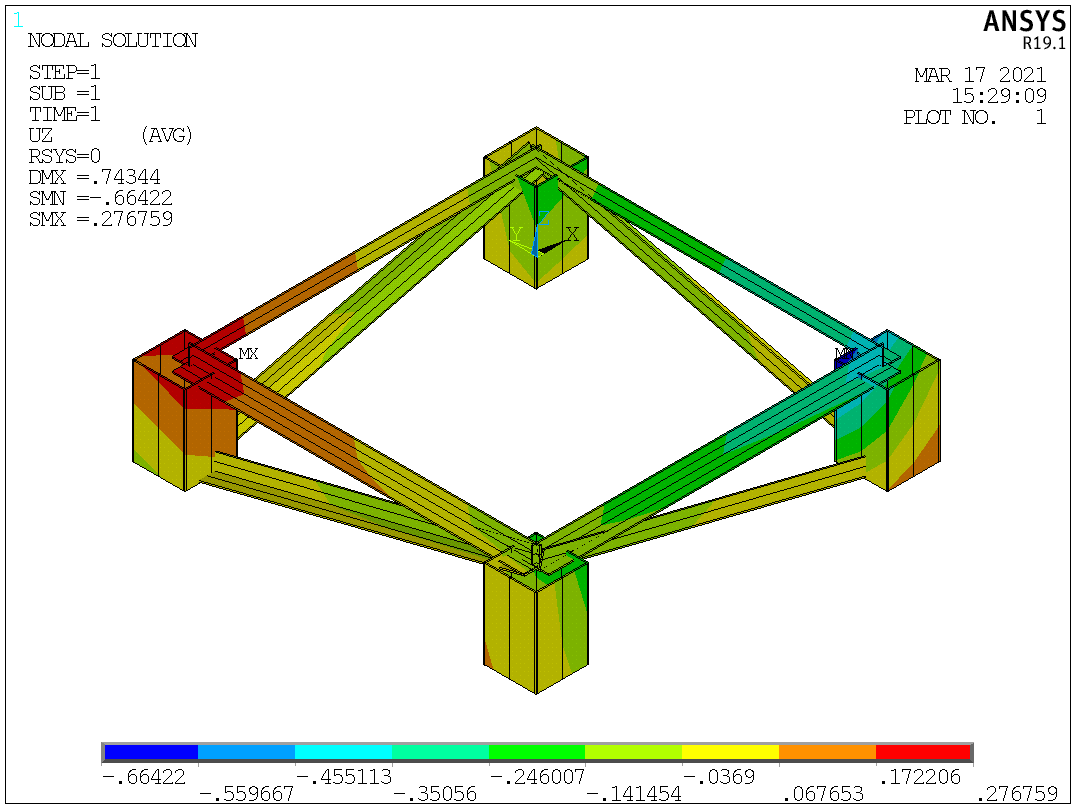 1
ANSYS
R19.1
NODAL SOLUTION
STEP=1
SUB =1
TIME=1
UZ (AVG)
RSYS=0
DMX =.74344
SMN =-.66422
SMX =.276759
MAR 17 2021
15:29:09
PLOT NO. 1
Y X
MX
-.66422 -.455113 -.246007 -.0369 .172206
-.559667 -.35056 -.141454 .067653 .276759